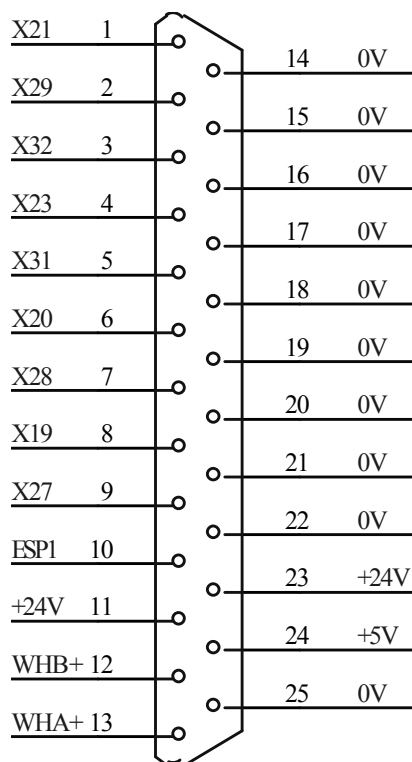 X21 1
14 0V
X29 2
15 0V
X32 3
16 0V
X23 4
17 0V
X31 5
18 0V
X20 6
19 0V
X28 7
20 0V
X19 8
21 0V
X27 9
22 0V
ESP1 10
23 +24V
+24V 11
24 +5V
WHB+ 12
25 0V
WHA+ 13